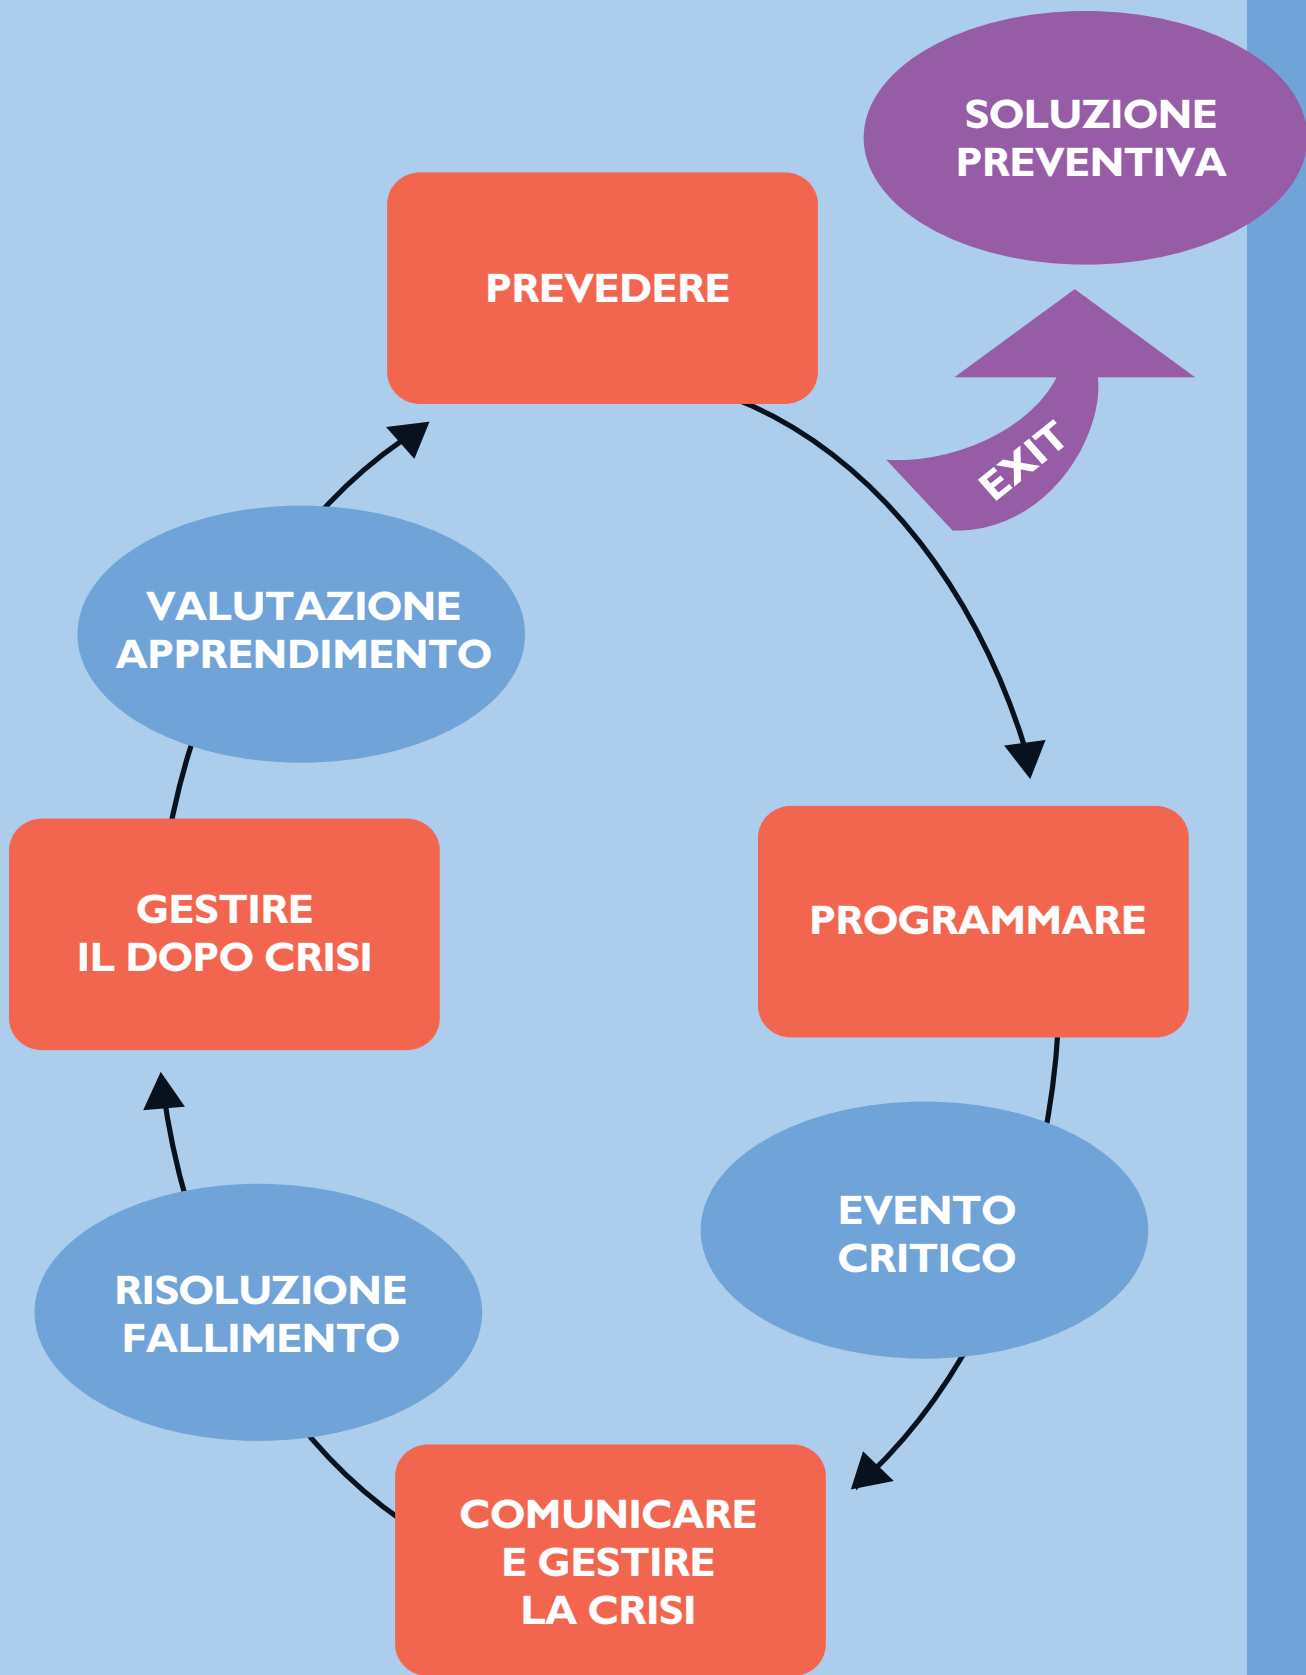 SOLUZIONE
PREVENTIVA
PREVEDERE
EXIT
VALUTAZIONE
APPRENDIMENTO
GESTIRE
IL DOPO CRISI
PROGRAMMARE
EVENTO
CRITICO
RISOLUZIONE
FALLIMENTO
COMUNICARE
E GESTIRE
LA CRISI